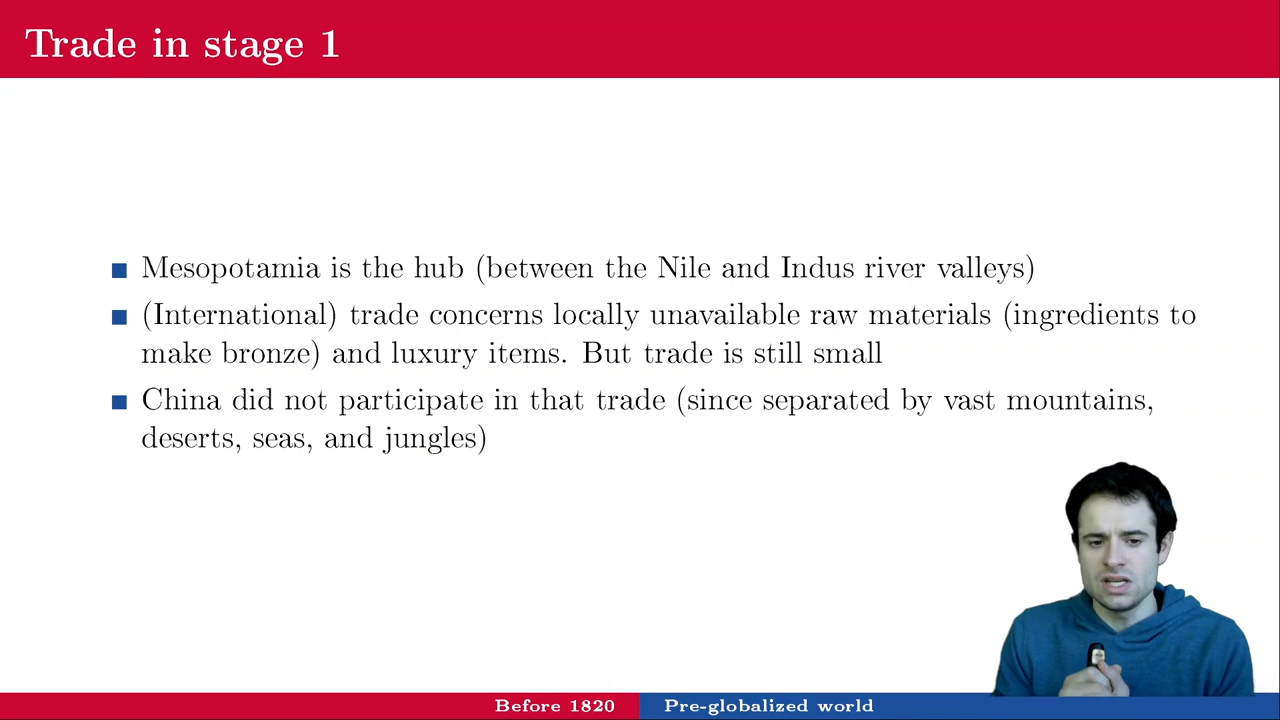 Trade in stage 1
Mesopotamia is the hub (between the Nile and Indus river valleys)
(International) trade concerns locally unavailable raw materials (ingredients to
make bronze) and luxury items. But trade is still small
China did not participate in that trade (since separated by vast mountains,
deserts, seas, and jungles)
Before 1820
Pre-globalized world